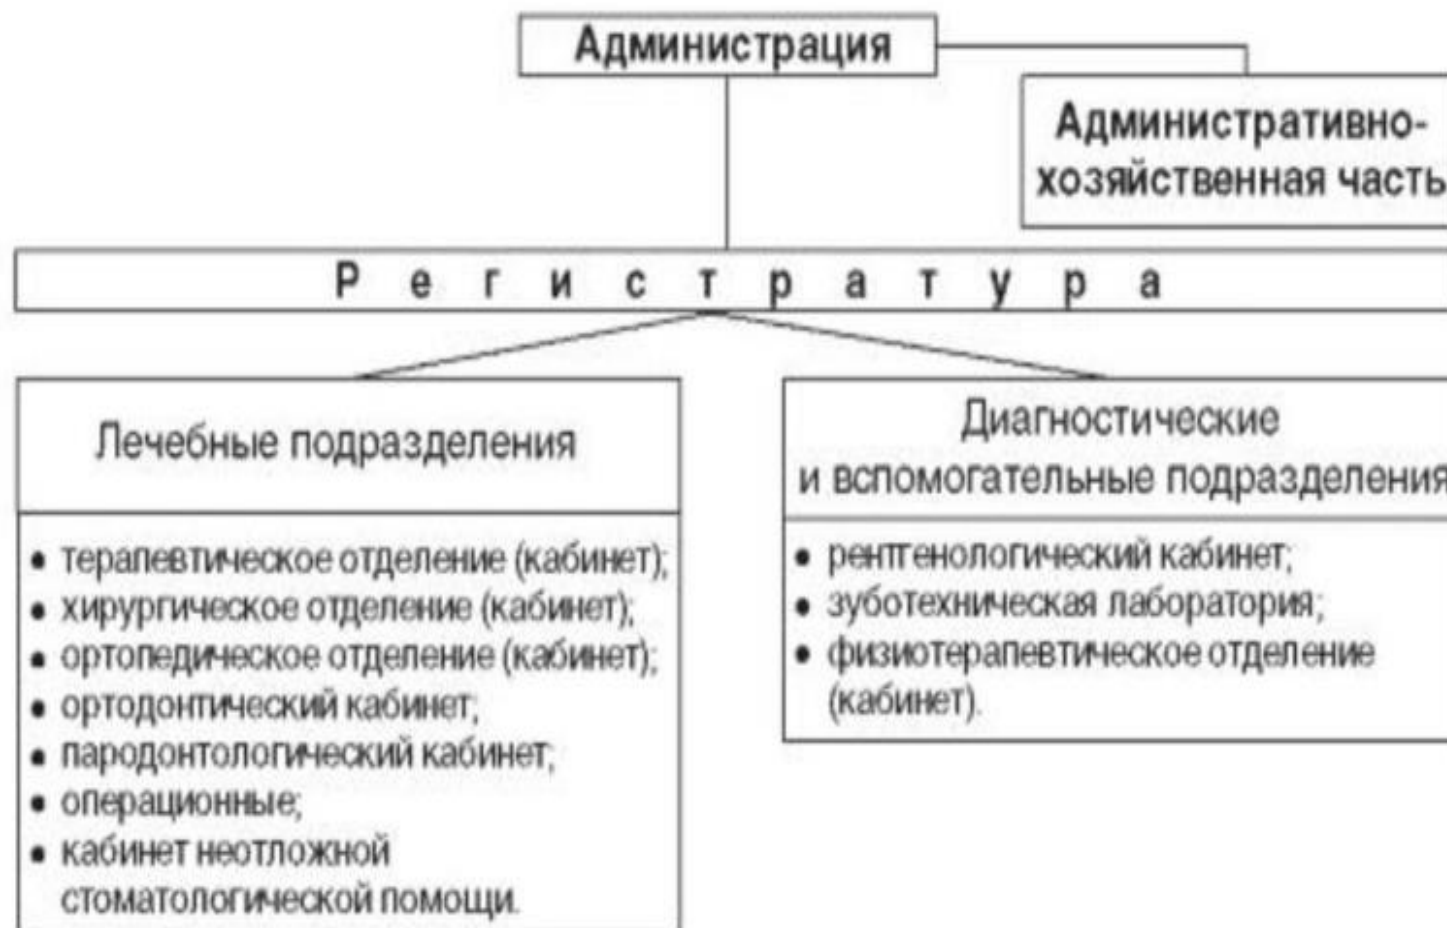 Администрация
Административно-
хозяйственная часть
Регистратура
Лечебные подразделения
• терапевтическое отделение (кабинет);
• хирургическое отделение (кабинет);
• ортопедическое отделение (кабинет);
• ортодонтический кабинет;
• пародонтологический кабинет;
• операционные;
• кабинет неотложной
стоматологической помощи.
Диагностические
и вспомогательные подразделения
• рентгенологический кабинет;
• зуботехническая лаборатория;
• физиотерапевтическое отделение
(кабинет).